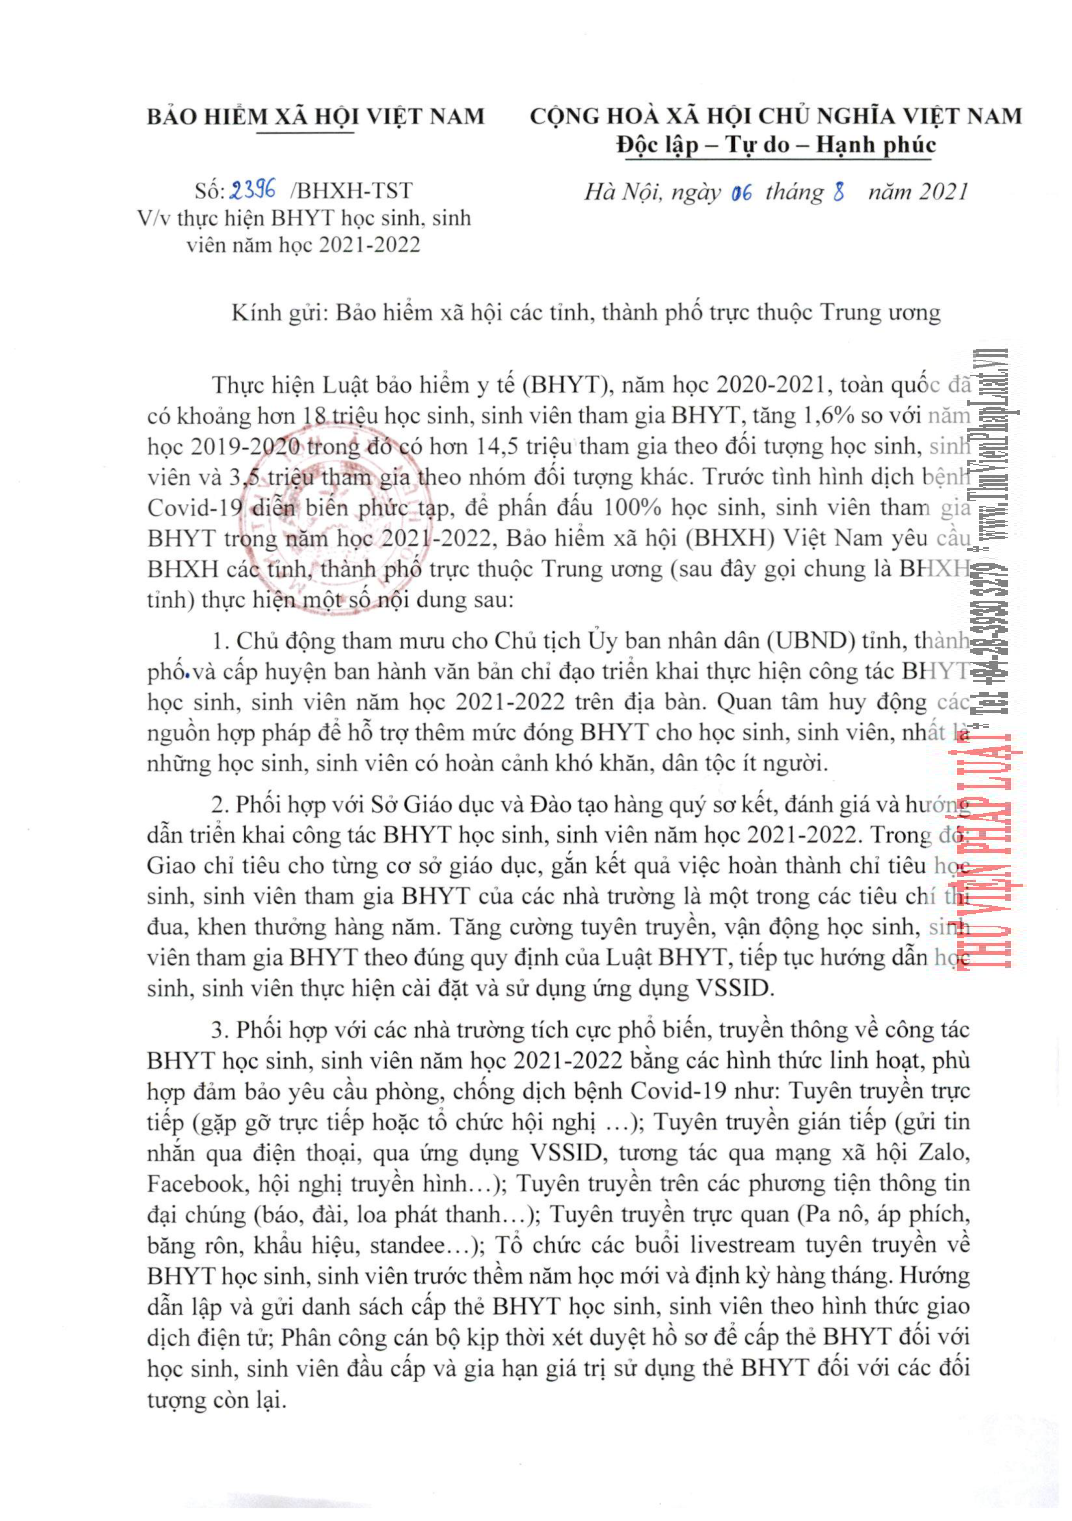 BẢO HIỂM XÃ HỘI VIỆT NAM
CỘNG HOÀ XÃ HỘI CHỦ NGHĨA VIỆT NAM
Độc lập – Tự do – Hạnh phúc
Số: 2396 /BHXH-TST
V/v thực hiện BHYT học sinh, sinh
viên năm học 2021-2022
Hà Nội, ngày 06 tháng 8 năm 2021
Kính gửi: Bảo hiểm xã hội các tỉnh, thành phố trực thuộc Trung ương
Thực hiện Luật bảo hiểm y tế (BHYT), năm học 2020-2021, toàn quốc đã
có khoảng hơn 18 triệu học sinh, sinh viên tham gia BHYT, tăng 1,6% so với năm
học 2019-2020 trong đó có hơn 14,5 triệu tham gia theo đối tượng học sinh, sinh
viên và 3,5 triệu tham gia theo nhóm đối tượng khác. Trước tình hình dịch bệnh
Covid-19 diễn biến phức tạp, để phấn đấu 100% học sinh, sinh viên tham gia
BHYT trong năm học 2021-2022, Bảo hiểm xã hội (BHXH) Việt Nam yêu cầu
BHXH các tỉnh, thành phố trực thuộc Trung ương (sau đây gọi chung là BHXH
tỉnh) thực hiện một số nội dung sau:
1. Chủ động tham mưu cho Chủ tịch Ủy ban nhân dân (UBND) tỉnh, thành
phố và cấp huyện ban hành văn bản chỉ đạo triển khai thực hiện công tác BHYT
học sinh, sinh viên năm học 2021-2022 trên địa bàn. Quan tâm huy động các
nguồn hợp pháp để hỗ trợ thêm mức đóng BHYT cho học sinh, sinh viên, nhất là
những học sinh, sinh viên có hoàn cảnh khó khăn, dân tộc ít người.
2. Phối hợp với Sở Giáo dục và Đào tạo hàng quý sơ kết, đánh giá và hướng
dẫn triển khai công tác BHYT học sinh, sinh viên năm học 2021-2022. Trong đó:
Giao chỉ tiêu cho từng cơ sở giáo dục, gắn kết quả việc hoàn thành chỉ tiêu học
sinh, sinh viên tham gia BHYT của các nhà trường là một trong các tiêu chí thi
đua, khen thưởng hàng năm. Tăng cường tuyên truyền, vận động học sinh, sinh
viên tham gia BHYT theo đúng quy định của Luật BHYT, tiếp tục hướng dẫn học
sinh, sinh viên thực hiện cài đặt và sử dụng ứng dụng VSSID.
3. Phối hợp với các nhà trường tích cực phổ biến, truyền thông về công tác
BHYT học sinh, sinh viên năm học 2021-2022 bằng các hình thức linh hoạt, phù
hợp đảm bảo yêu cầu phòng, chống dịch bệnh Covid-19 như: Tuyên truyền trực
tiếp (gặp gỡ trực tiếp hoặc tổ chức hội nghị ...); Tuyên truyền gián tiếp (gửi tin
nhắn qua điện thoại, qua ứng dụng VSSID, tương tác qua mạng xã hội Zalo,
Facebook, hội nghị truyền hình...); Tuyên truyền trên các phương tiện thông tin
đại chúng (báo, đài, loa phát thanh...); Tuyên truyền trực quan (Pa nô, áp phích,
băng rôn, khẩu hiệu, standee...); Tổ chức các buổi livestream tuyên truyền về
BHYT học sinh, sinh viên trước thềm năm học mới và định kỳ hàng tháng. Hướng
dẫn lập và gửi danh sách cấp thẻ BHYT học sinh, sinh viên theo hình thức giao
dịch điện tử; Phân công cán bộ kịp thời xét duyệt hồ sơ để cấp thẻ BHYT đối với
học sinh, sinh viên đầu cấp và gia hạn giá trị sử dụng thẻ BHYT đối với các đối
tượng còn lại.
THƯ VIỆN PHÁP LUẬT * Tel: +84-28-3930 3279 * www.ThuVienPhapLuat.vn